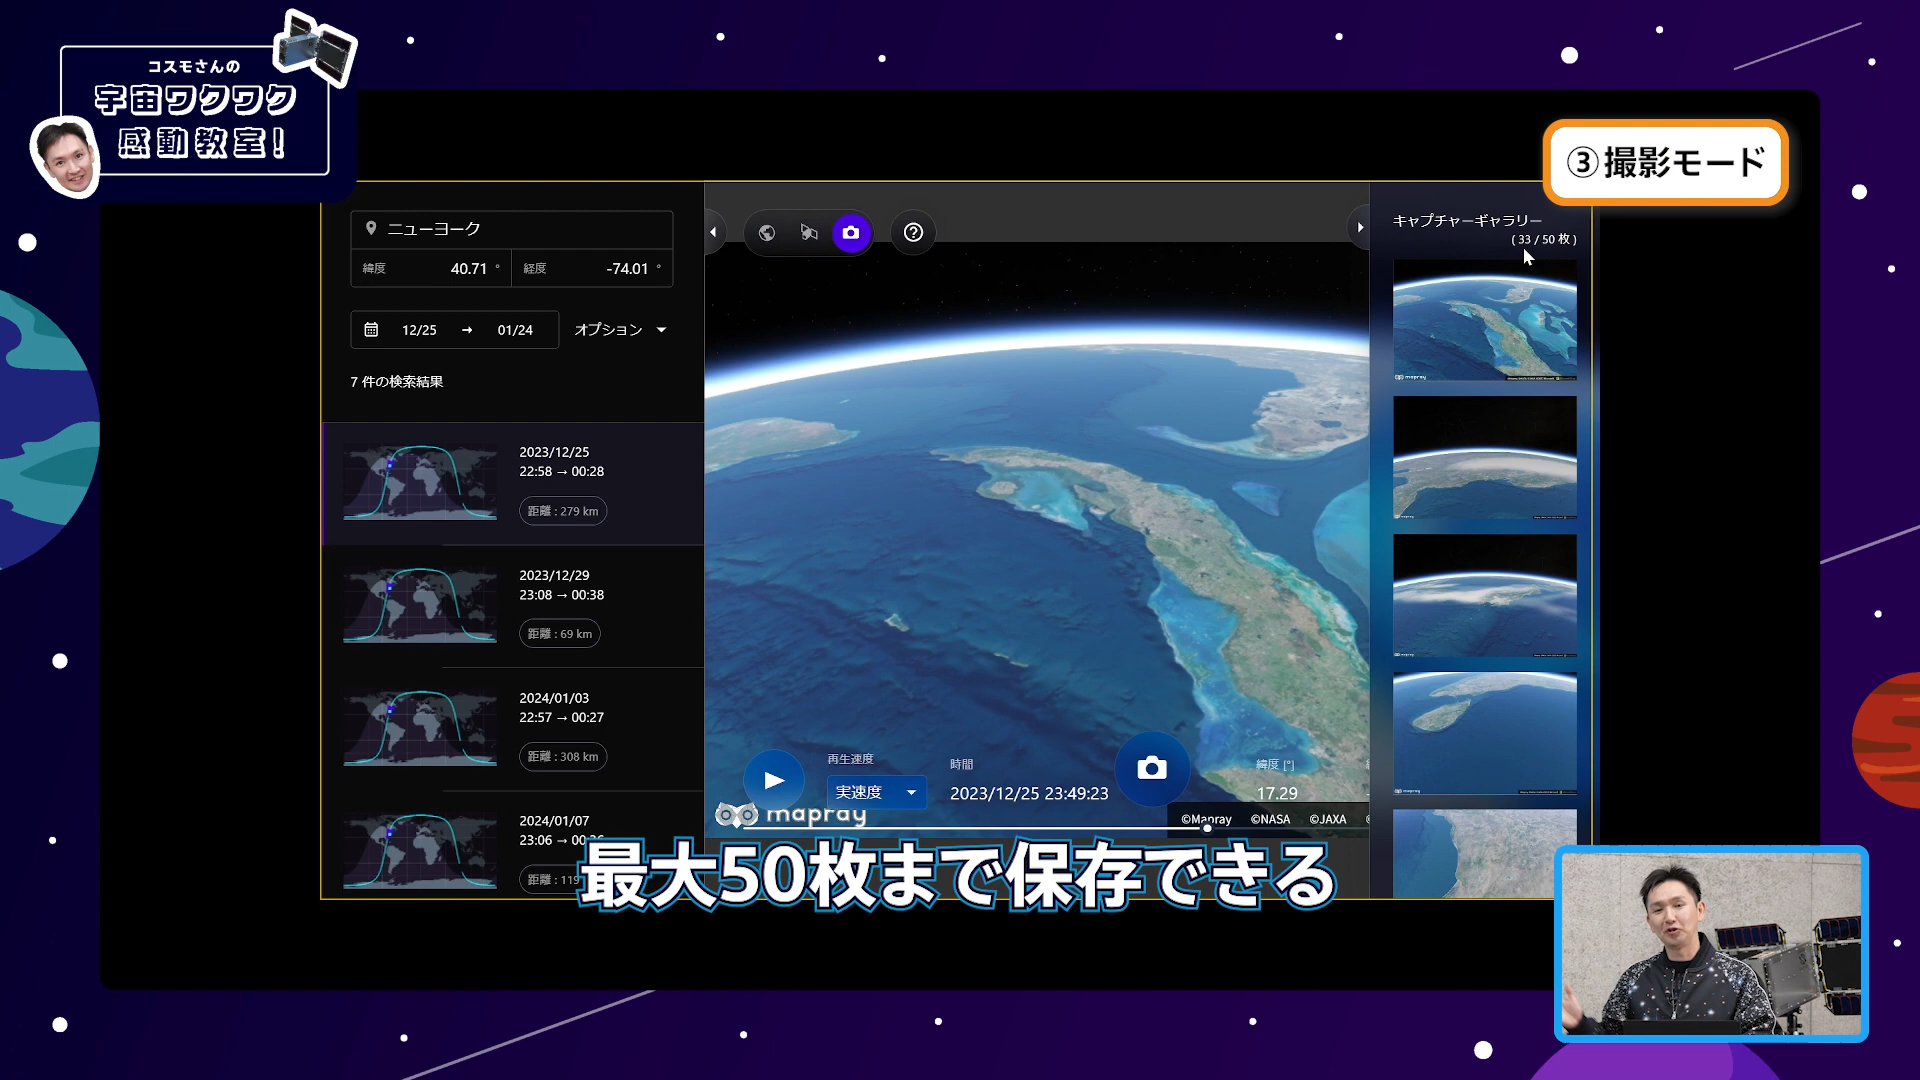 コスモさんの
宇宙ワクワク
感動教室！
③撮影モード
ニューヨーク
緯度 40.71 °
経度 -74.01 °
12/25 → 01/24
オプション
7 件の検索結果
2023/12/25
22:58 → 00:28
距離 : 279 km
2023/12/29
23:08 → 00:38
距離 : 69 km
2024/01/03
22:57 → 00:27
距離 : 308 km
2024/01/07
23:06 →
距離 : 119
再生速度
実速度
時間
2023/12/25 23:49:23
緯度 [°]
17.29
mapray
©Mapray ©NASA ©JAXA
キャプチャーギャラリー
( 33 / 50 枚 )
mapray
最大50枚まで保存できる